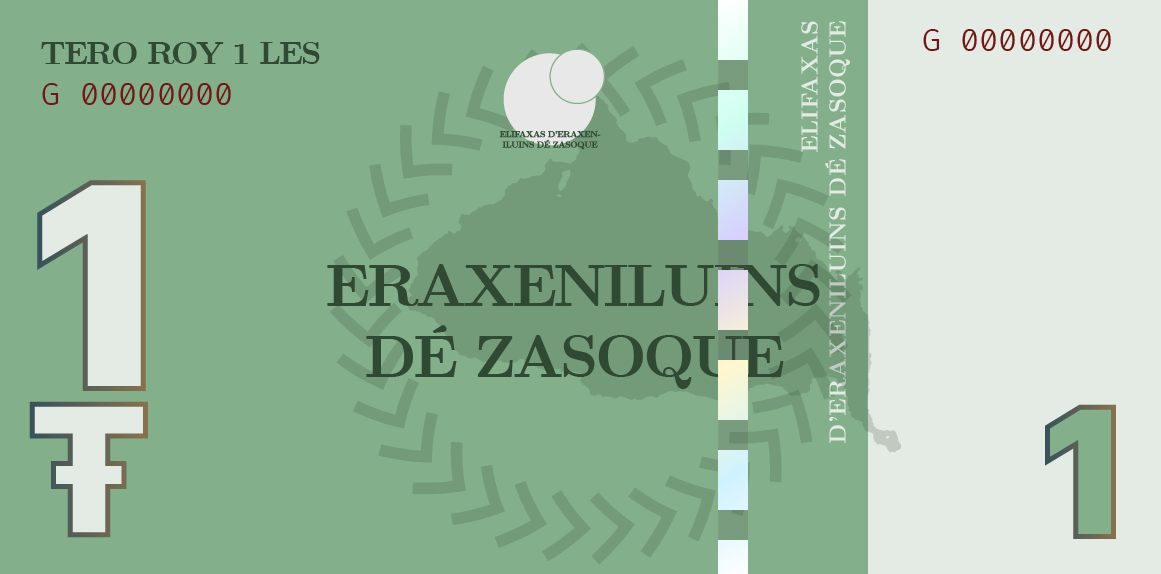 TERO ROY 1 LES
G 00000000
ELIFAXAS D'ERAXEN-
ILUINS DÉ ZASOQUE
ERAXENILUINS
DÉ ZASOQUE
1
Ŧ
ELIFAXAS
D'ERAXENILUINS DÉ ZASOQUE
G 00000000
1